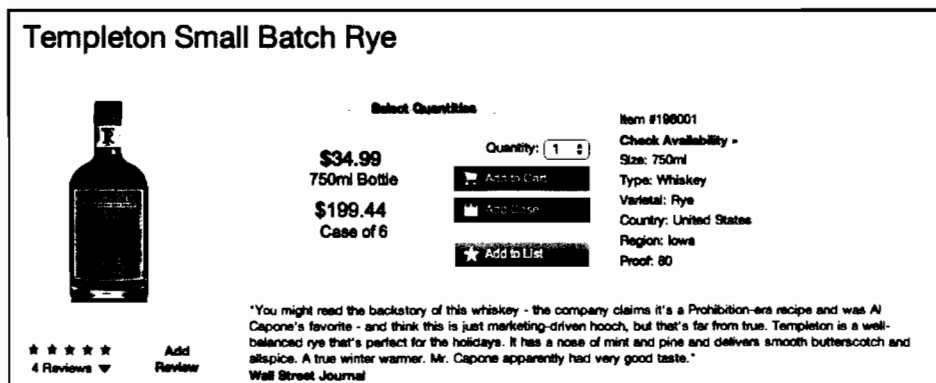 Templeton Small Batch Rye
Select Quantities
$34.99
750ml Bottle
$199.44
Case of 6
Quantity: 1
Add to Cart
Add Case
Add to List
Item #198001
Check Availability »
Size: 750ml
Type: Whiskey
Varietal: Rye
Country: United States
Region: Iowa
Proof: 80
"You might read the backstory of this whiskey - the company claims it's a Prohibition-era recipe and was Al
Capone's favorite - and think this is just marketing-driven hooch, but that's far from true. Templeton is a well-
balanced rye that's perfect for the holidays. It has a nose of mint and pine and delivers smooth butterscotch and
allspice. A true winter warmer. Mr. Capone apparently had very good taste."
Wall Street Journal
4 Reviews ▼
Add
Review